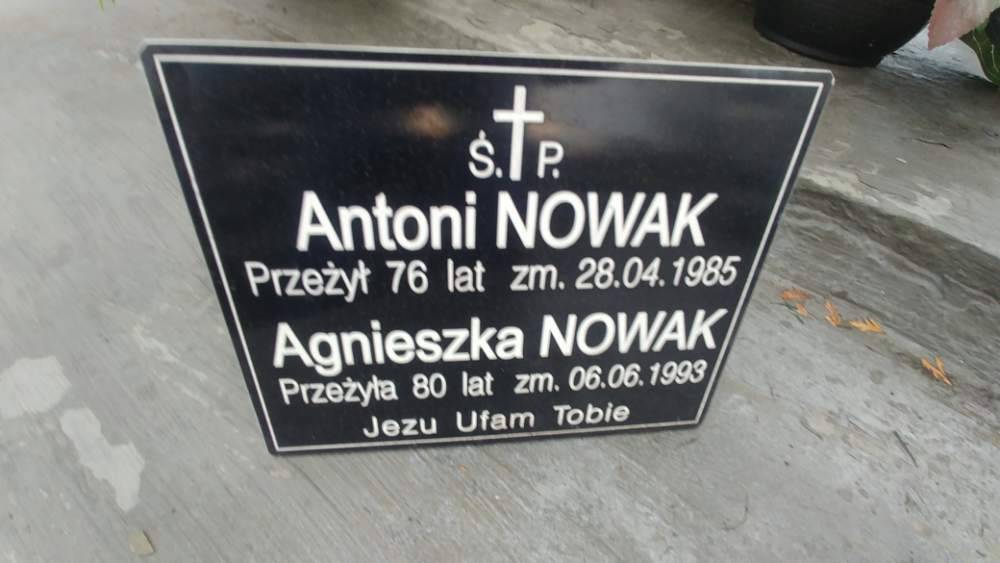 Ś. P.
Antoni NOWAK
Przeżył 76 lat zm. 28.04.1985
Agnieszka NOWAK
Przeżyła 80 lat zm. 06.06.1993
Jezu Ufam Tobie